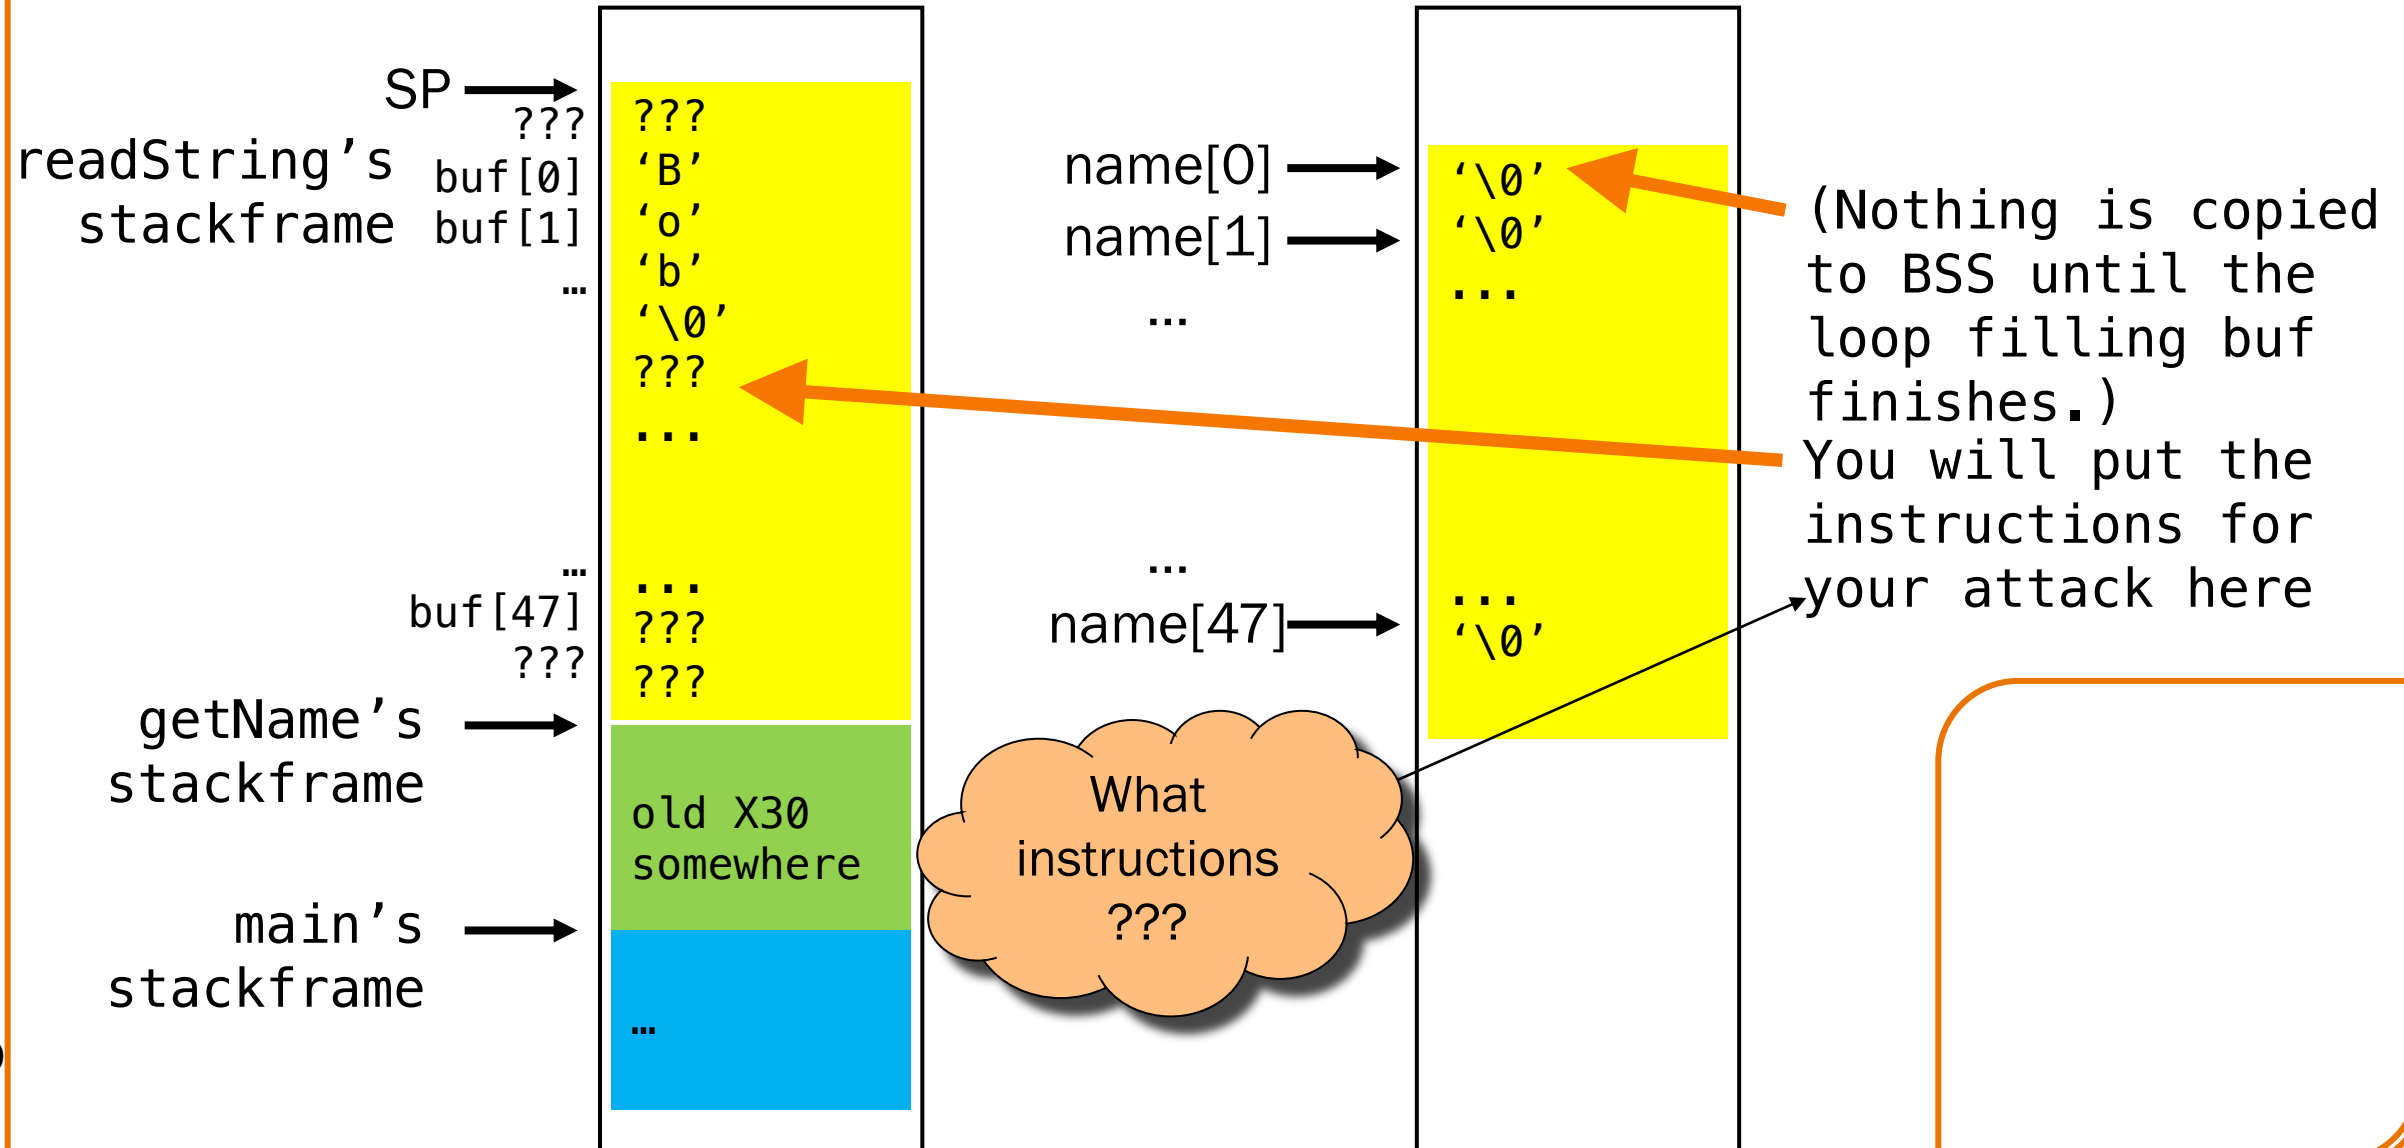 SP
???
readString’s
stackframe
buf[0]
buf[1]
…
…
buf[47]
???
getName’s
stackframe
main’s
stackframe
???
‘B’
‘o’
‘b’
‘\0’
???
...
...
???
???
old X30
somewhere
…
name[0]
name[1]
…
…
name[47]
‘\0’
‘\0’
...
...
‘\0’
What
instructions
???
(Nothing is copied
to BSS until the
loop filling buf
finishes.)
You will put the
instructions for
your attack here